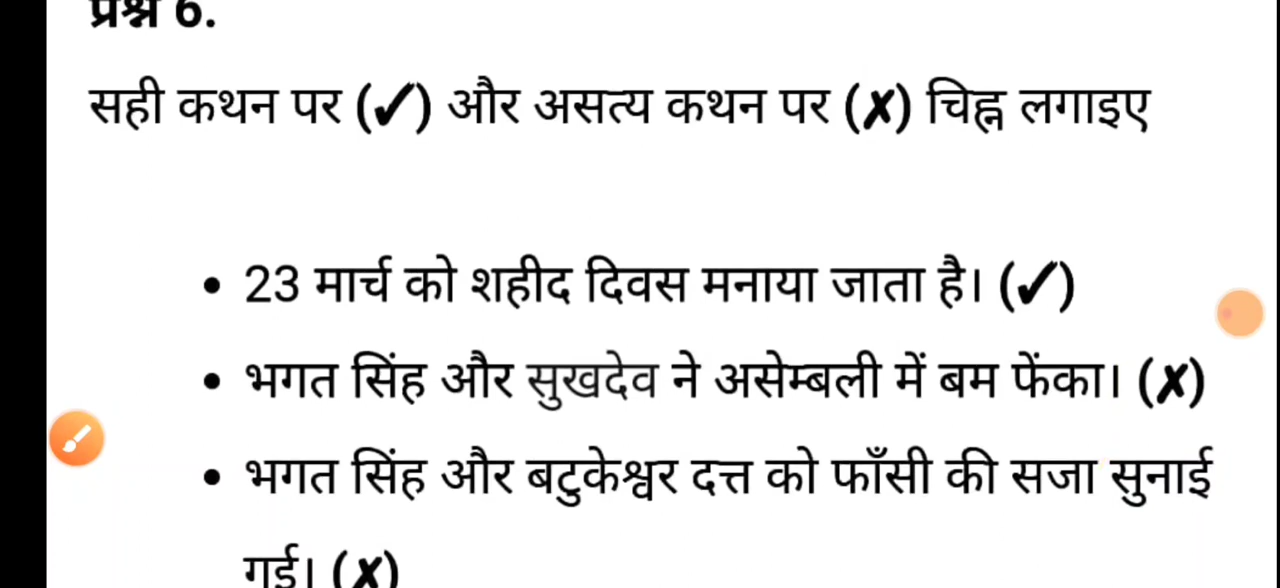 प्रश्न 6.
सही कथन पर (✔) और असत्य कथन पर (✘) चिह्न लगाइए
• 23 मार्च को शहीद दिवस मनाया जाता है। (✔)
• भगत सिंह और सुखदेव ने असेम्बली में बम फेंका। (✘)
• भगत सिंह और बटुकेश्वर दत्त को फाँसी की सजा सुनाई
गई। (✘)